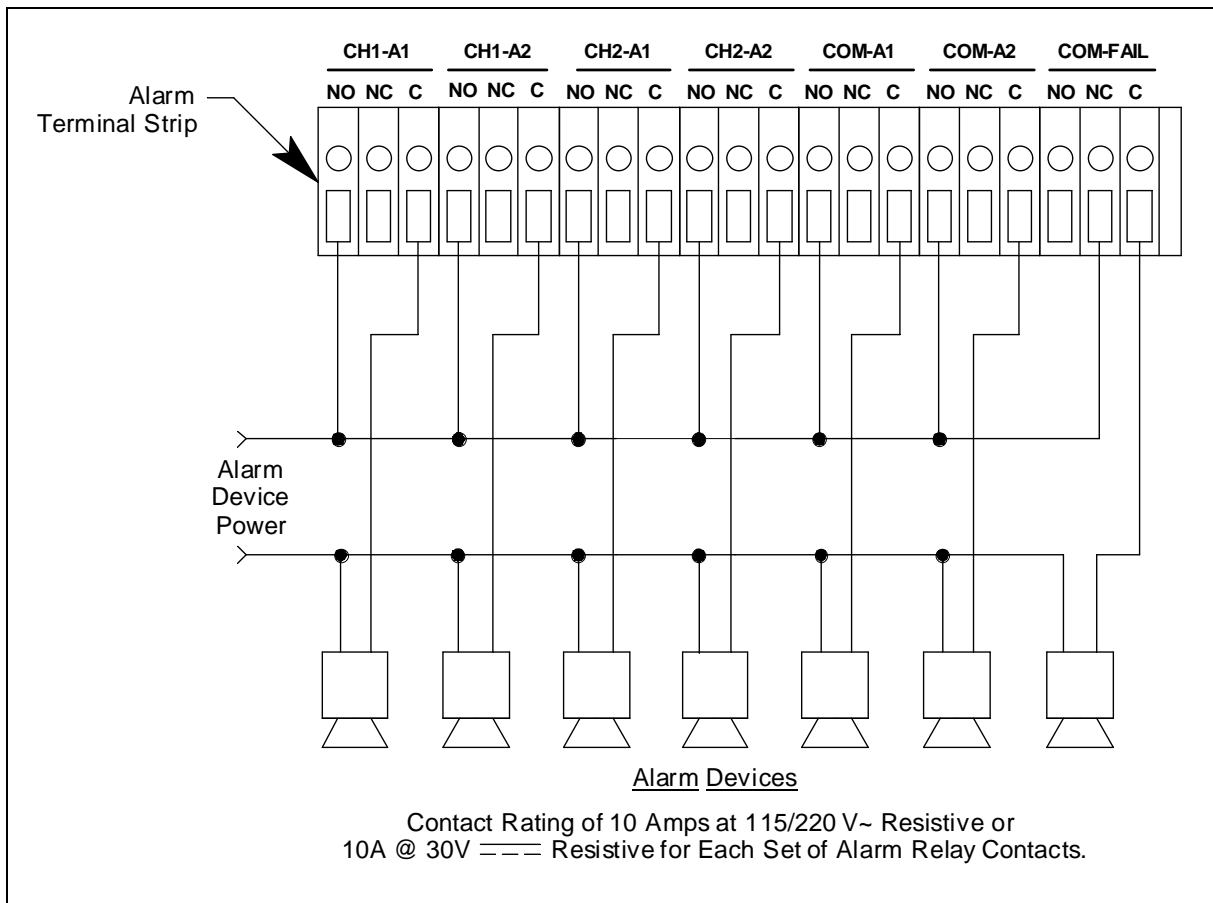 CH1-A1 CH1-A2 CH2-A1 CH2-A2 COM-A1 COM-A2 COM-FAIL
NO NC C NO NC C NO NC C NO NC C NO NC C NO NC C NO NC C
Alarm
Terminal Strip
Alarm
Device
Power
Alarm Devices
Contact Rating of 10 Amps at 115/220 V~ Resistive or
10A @ 30V Resistive for Each Set of Alarm Relay Contacts.